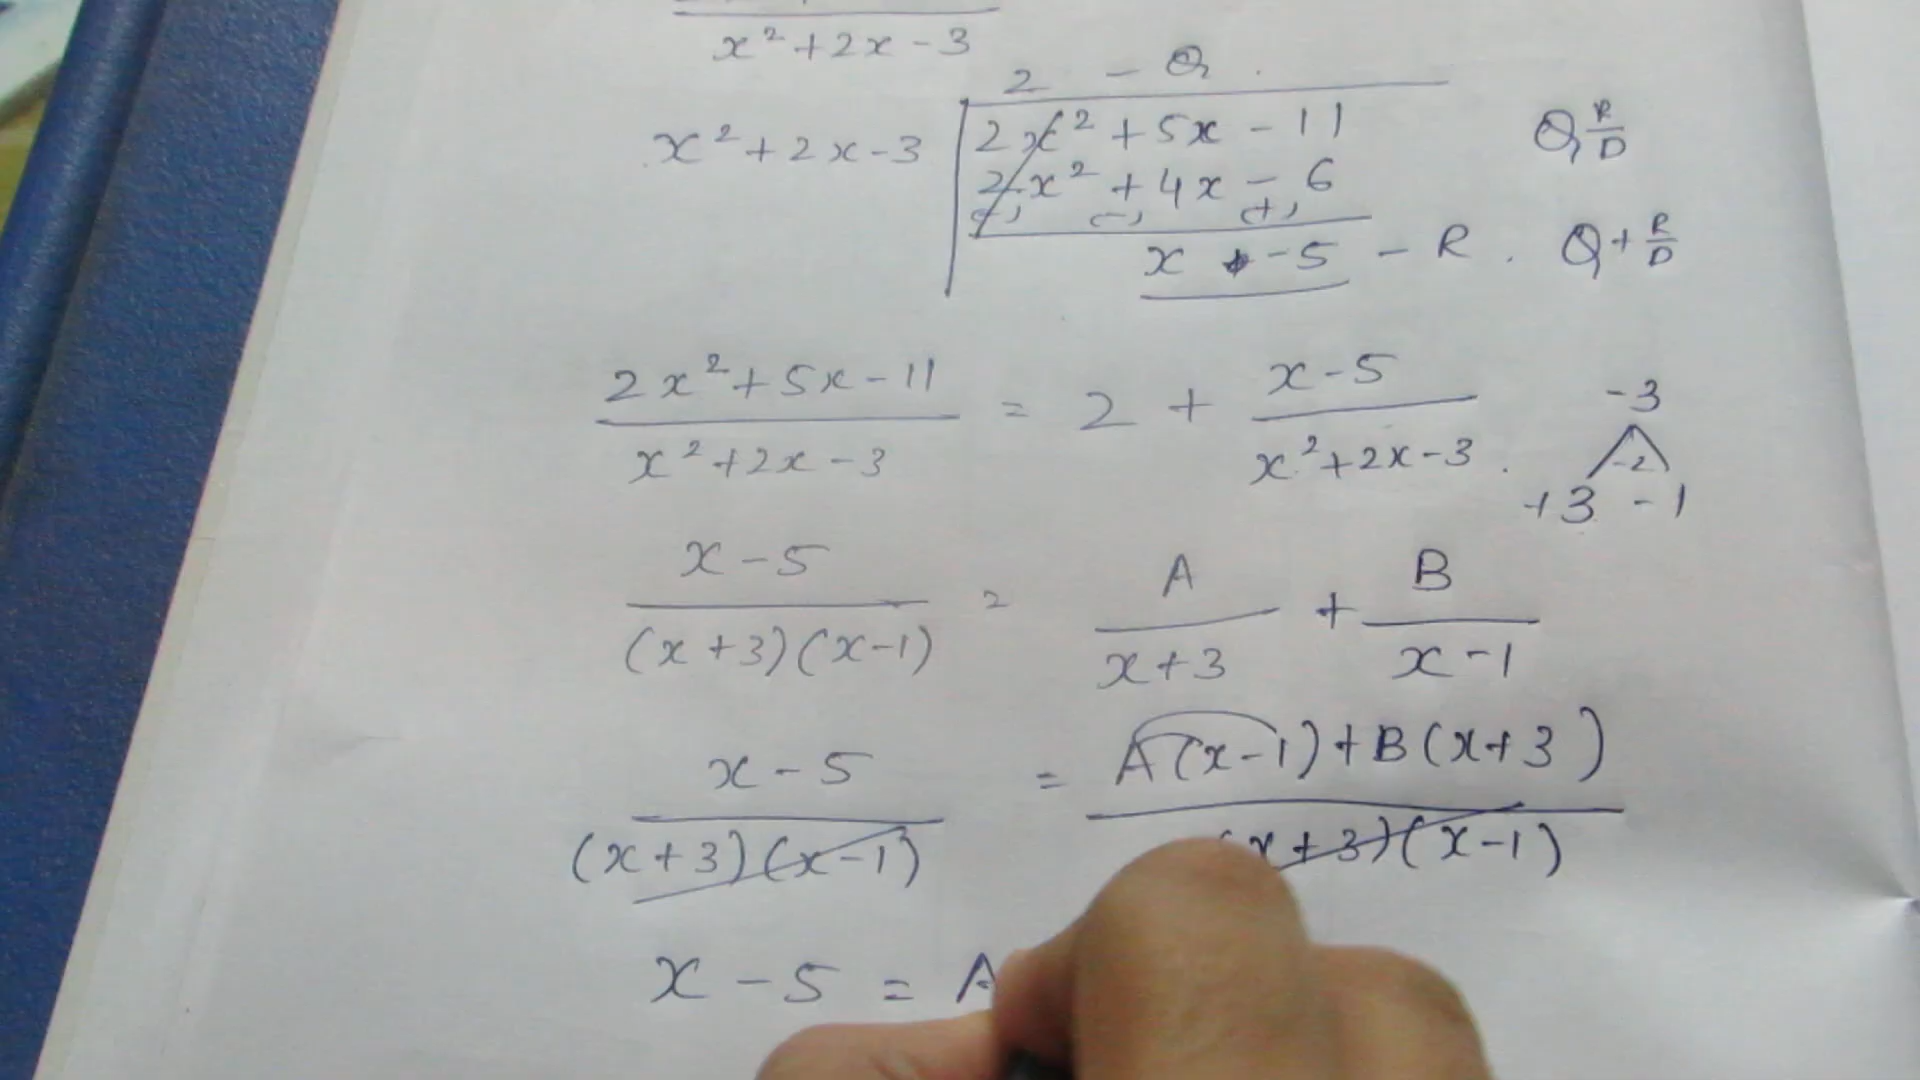 x² + 2x - 3
2 - Q
x² + 2x - 3 2x² + 5x - 11 Q R/D
2x² + 4x - 6
(-) (-) (+)
x - 5 - R . Q + R/D
(2x² + 5x - 11)/(x² + 2x - 3) = 2 + (x - 5)/(x² + 2x - 3) .
-3
-2
+3 -1
(x - 5)/((x + 3)(x - 1)) = A/(x + 3) + B/(x - 1)
(x - 5)/((x + 3)(x - 1)) = (A(x - 1) + B(x + 3))/((x + 3)(x - 1))
x - 5 = A